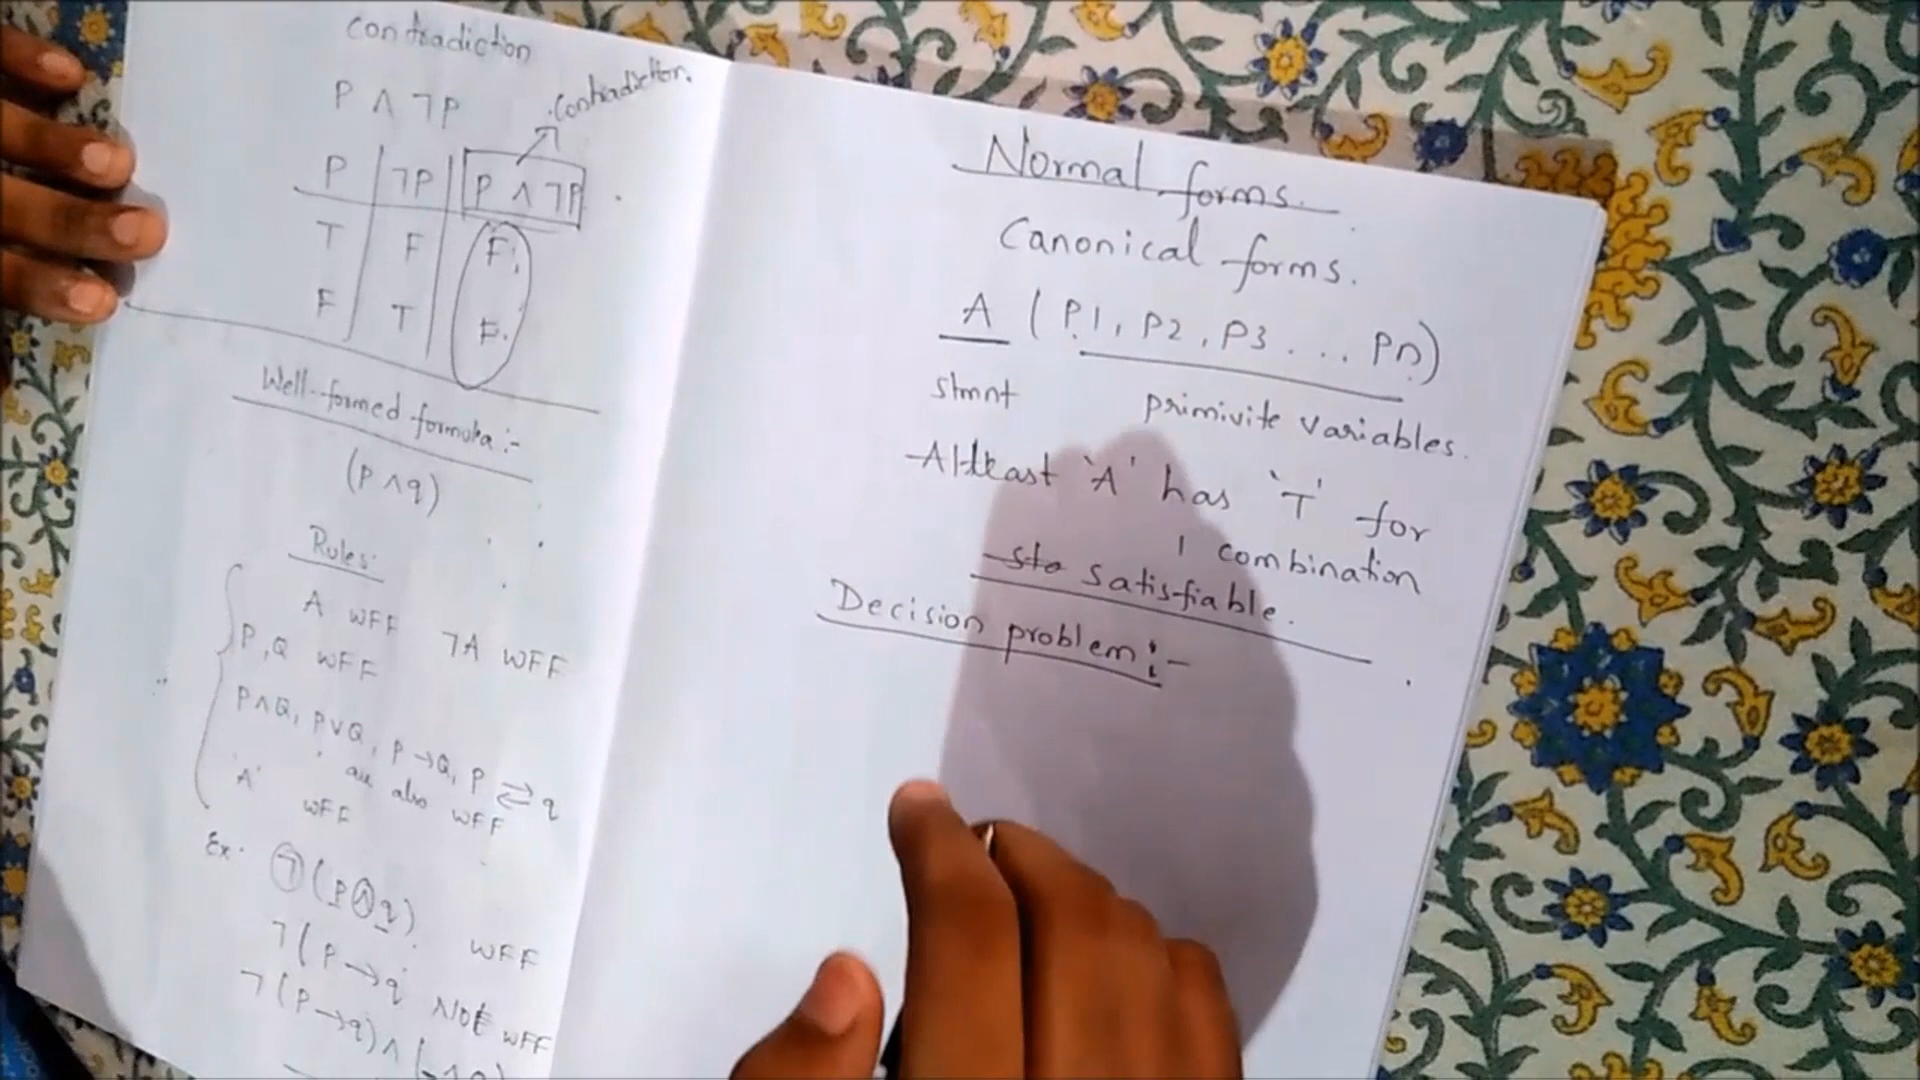 contradiction
P ∧ ¬P
contradiction.
P ¬P P ∧ ¬P
T F F
F T F
Well-formed formula:-
(p ∧ q)
Rules:
A WFF ¬A WFF
P, Q WFF
P∧Q, P∨Q, P→Q, P ⇄ q
are also WFF
'A' WFF
Ex. ¬(p ∧ q). WFF
¬(P → q NOt WFF
¬(P → q) ∧
Normal forms.
Canonical forms.
A (P1, P2, P3 ... Pn)
stmnt primivite variables.
Atleast 'A' has 'T' for
1 combination
satisfiable.
Decision problem:-